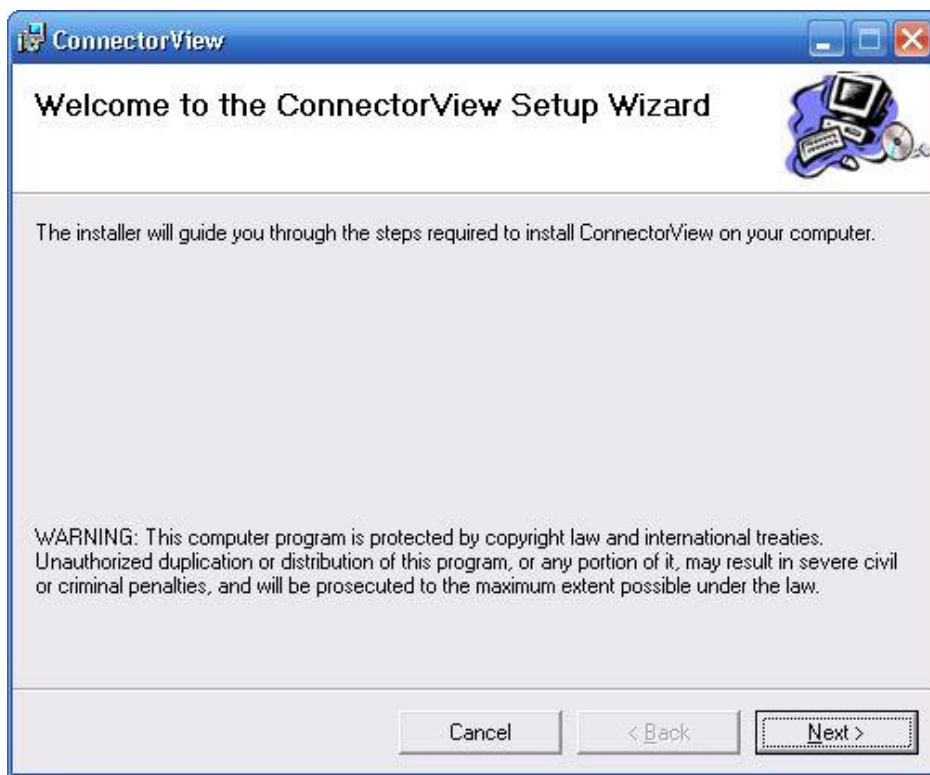 ConnectorView
Welcome to the ConnectorView Setup Wizard
The installer will guide you through the steps required to install ConnectorView on your computer.
WARNING: This computer program is protected by copyright law and international treaties.
Unauthorized duplication or distribution of this program, or any portion of it, may result in severe civil
or criminal penalties, and will be prosecuted to the maximum extent possible under the law.
Cancel
< Back
Next >